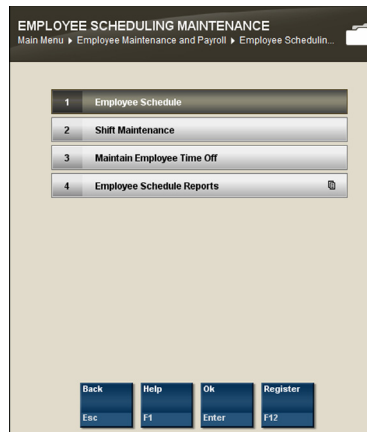 EMPLOYEE SCHEDULING MAINTENANCE
Main Menu ▸ Employee Maintenance and Payroll ▸ Employee Schedulin...
1 Employee Schedule
2 Shift Maintenance
3 Maintain Employee Time Off
4 Employee Schedule Reports
Back Help Ok Register
Esc F1 Enter F12